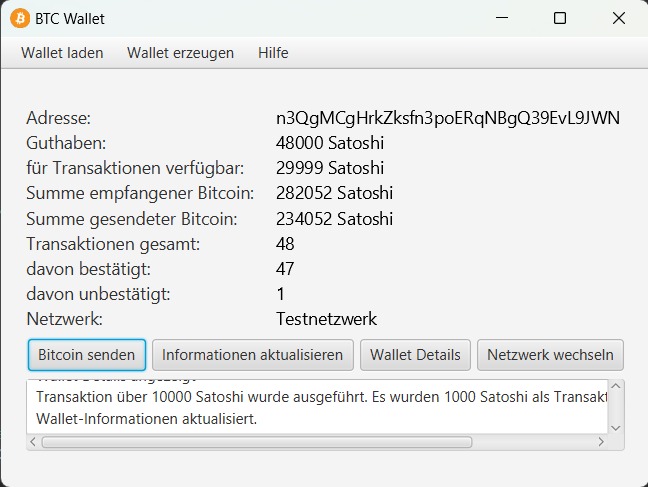 BTC Wallet
Wallet laden Wallet erzeugen Hilfe
Adresse: n3QgMCgHrkZksfn3poERqNBgQ39EvL9JWN
Guthaben: 48000 Satoshi
für Transaktionen verfügbar: 29999 Satoshi
Summe empfangener Bitcoin: 282052 Satoshi
Summe gesendeter Bitcoin: 234052 Satoshi
Transaktionen gesamt: 48
davon bestätigt: 47
davon unbestätigt: 1
Netzwerk: Testnetzwerk
Bitcoin senden Informationen aktualisieren Wallet Details Netzwerk wechseln
Wallet Details angezeigt
Transaktion über 10000 Satoshi wurde ausgeführt. Es wurden 1000 Satoshi als Transakt
Wallet-Informationen aktualisiert.